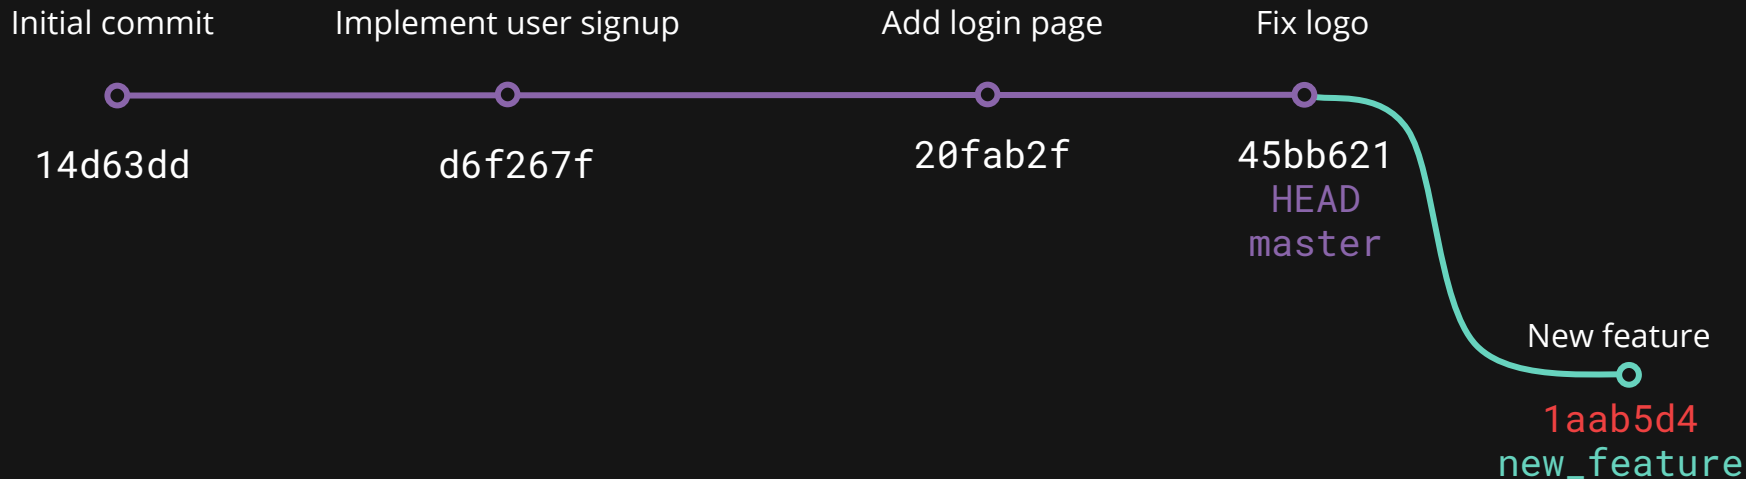 Initial commit
Implement user signup
Add login page
Fix logo
14d63dd
d6f267f
20fab2f
45bb621
HEAD
master
New feature
1aab5d4
new_feature